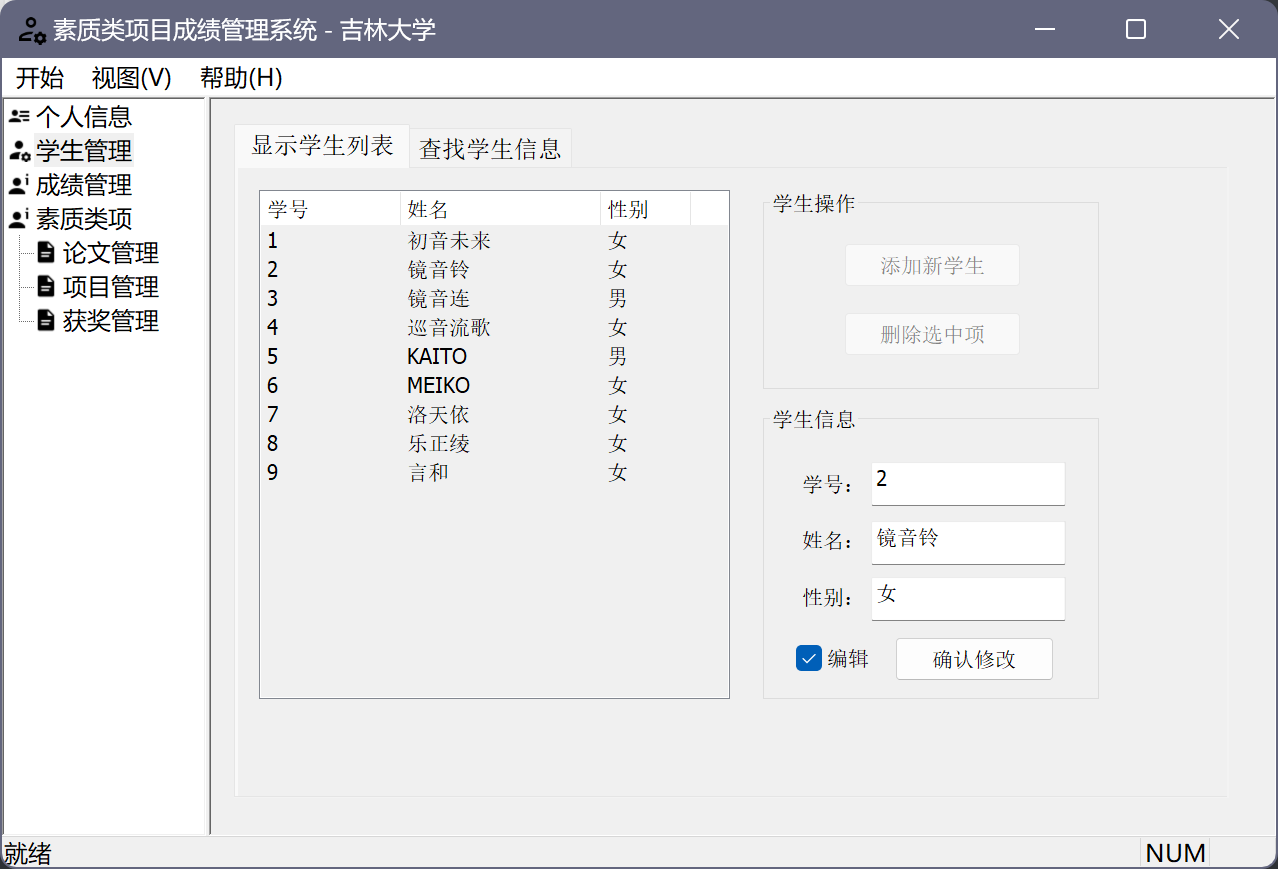 素质类项目成绩管理系统 - 吉林大学
开始 视图(V) 帮助(H)
个人信息
学生管理
成绩管理
素质类项
论文管理
项目管理
获奖管理
显示学生列表 查找学生信息
学号 姓名 性别
1 初音未来 女
2 镜音铃 女
3 镜音连 男
4 巡音流歌 女
5 KAITO 男
6 MEIKO 女
7 洛天依 女
8 乐正绫 女
9 言和 女
学生操作
添加新学生
删除选中项
学生信息
学号： 2
姓名： 镜音铃
性别： 女
编辑 确认修改
就绪 NUM